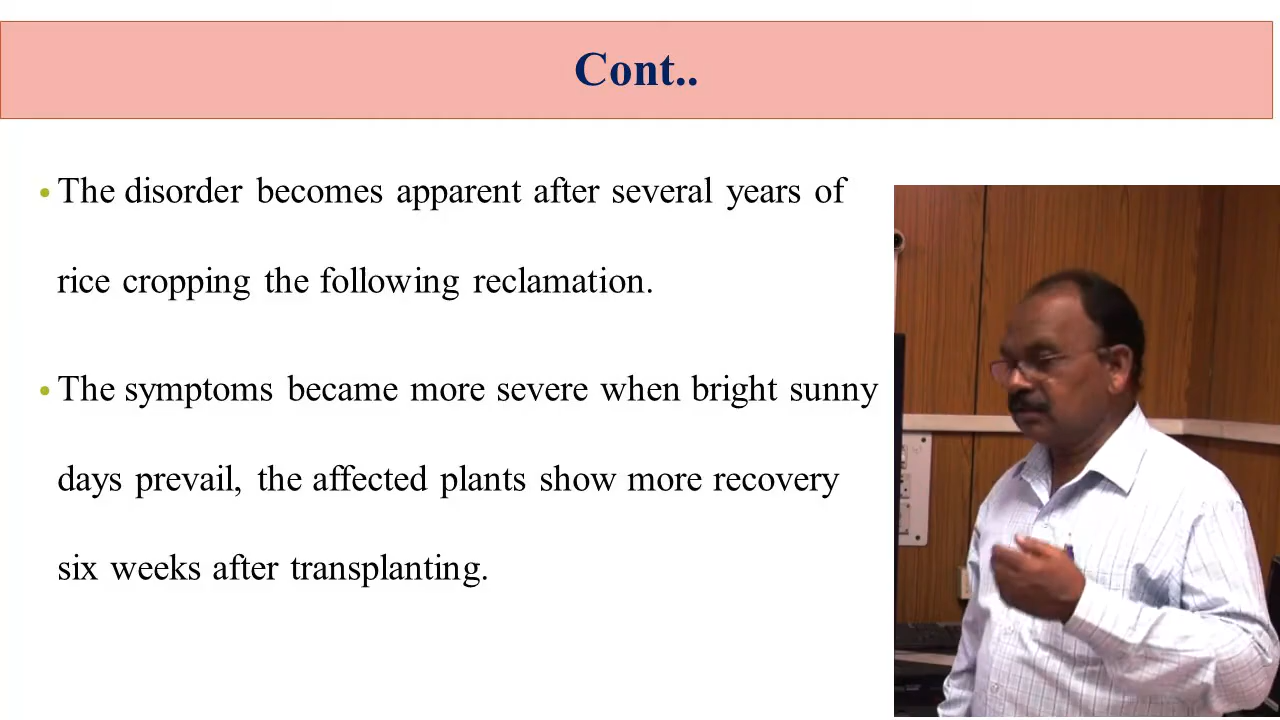 Cont..
The disorder becomes apparent after several years of
rice cropping the following reclamation.
The symptoms became more severe when bright sunny
days prevail, the affected plants show more recovery
six weeks after transplanting.